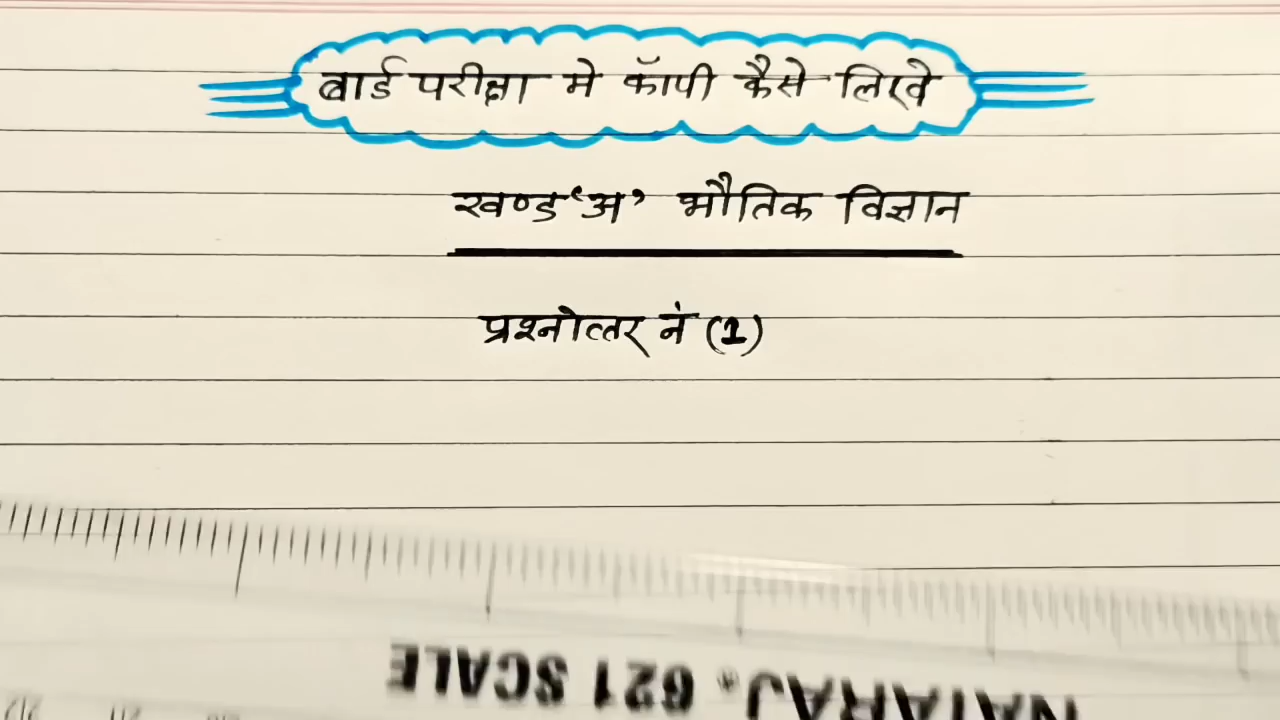 बार्ड परीक्षा मे कॉपी कैसे लिखे
खण्ड 'अ' भौतिक विज्ञान
प्रश्नोत्तर नं (1)
NATARAJ® 621 SCALE